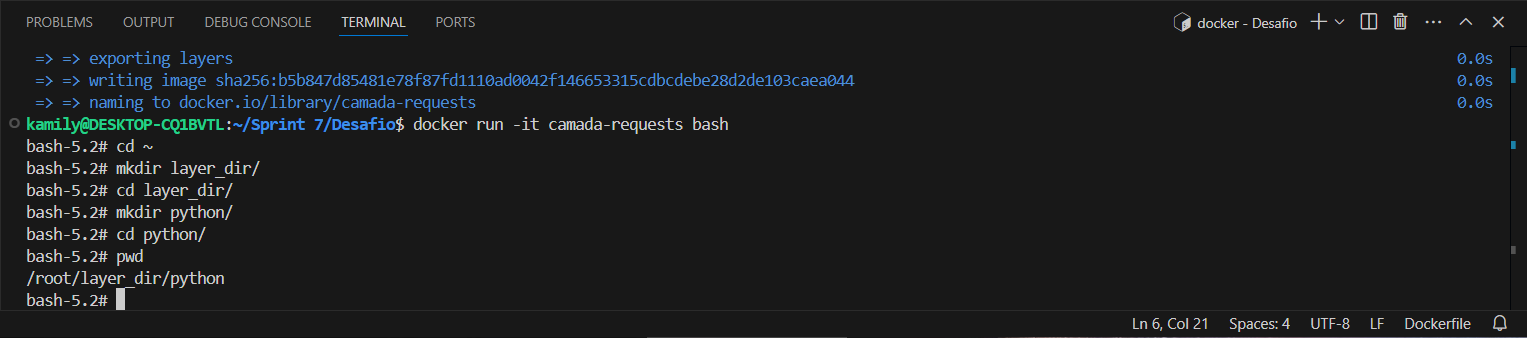 PROBLEMS OUTPUT DEBUG CONSOLE TERMINAL PORTS docker - Desafio
=> => exporting layers 0.0s
=> => writing image sha256:b5b847d85481e78f87fd1110ad0042f146653315cdbcdebe28d2de103caea044 0.0s
=> => naming to docker.io/library/camada-requests 0.0s
kamily@DESKTOP-CQ1BVTL:~/Sprint 7/Desafio$ docker run -it camada-requests bash
bash-5.2# cd ~
bash-5.2# mkdir layer_dir/
bash-5.2# cd layer_dir/
bash-5.2# mkdir python/
bash-5.2# cd python/
bash-5.2# pwd
/root/layer_dir/python
bash-5.2#
Ln 6, Col 21 Spaces: 4 UTF-8 LF Dockerfile